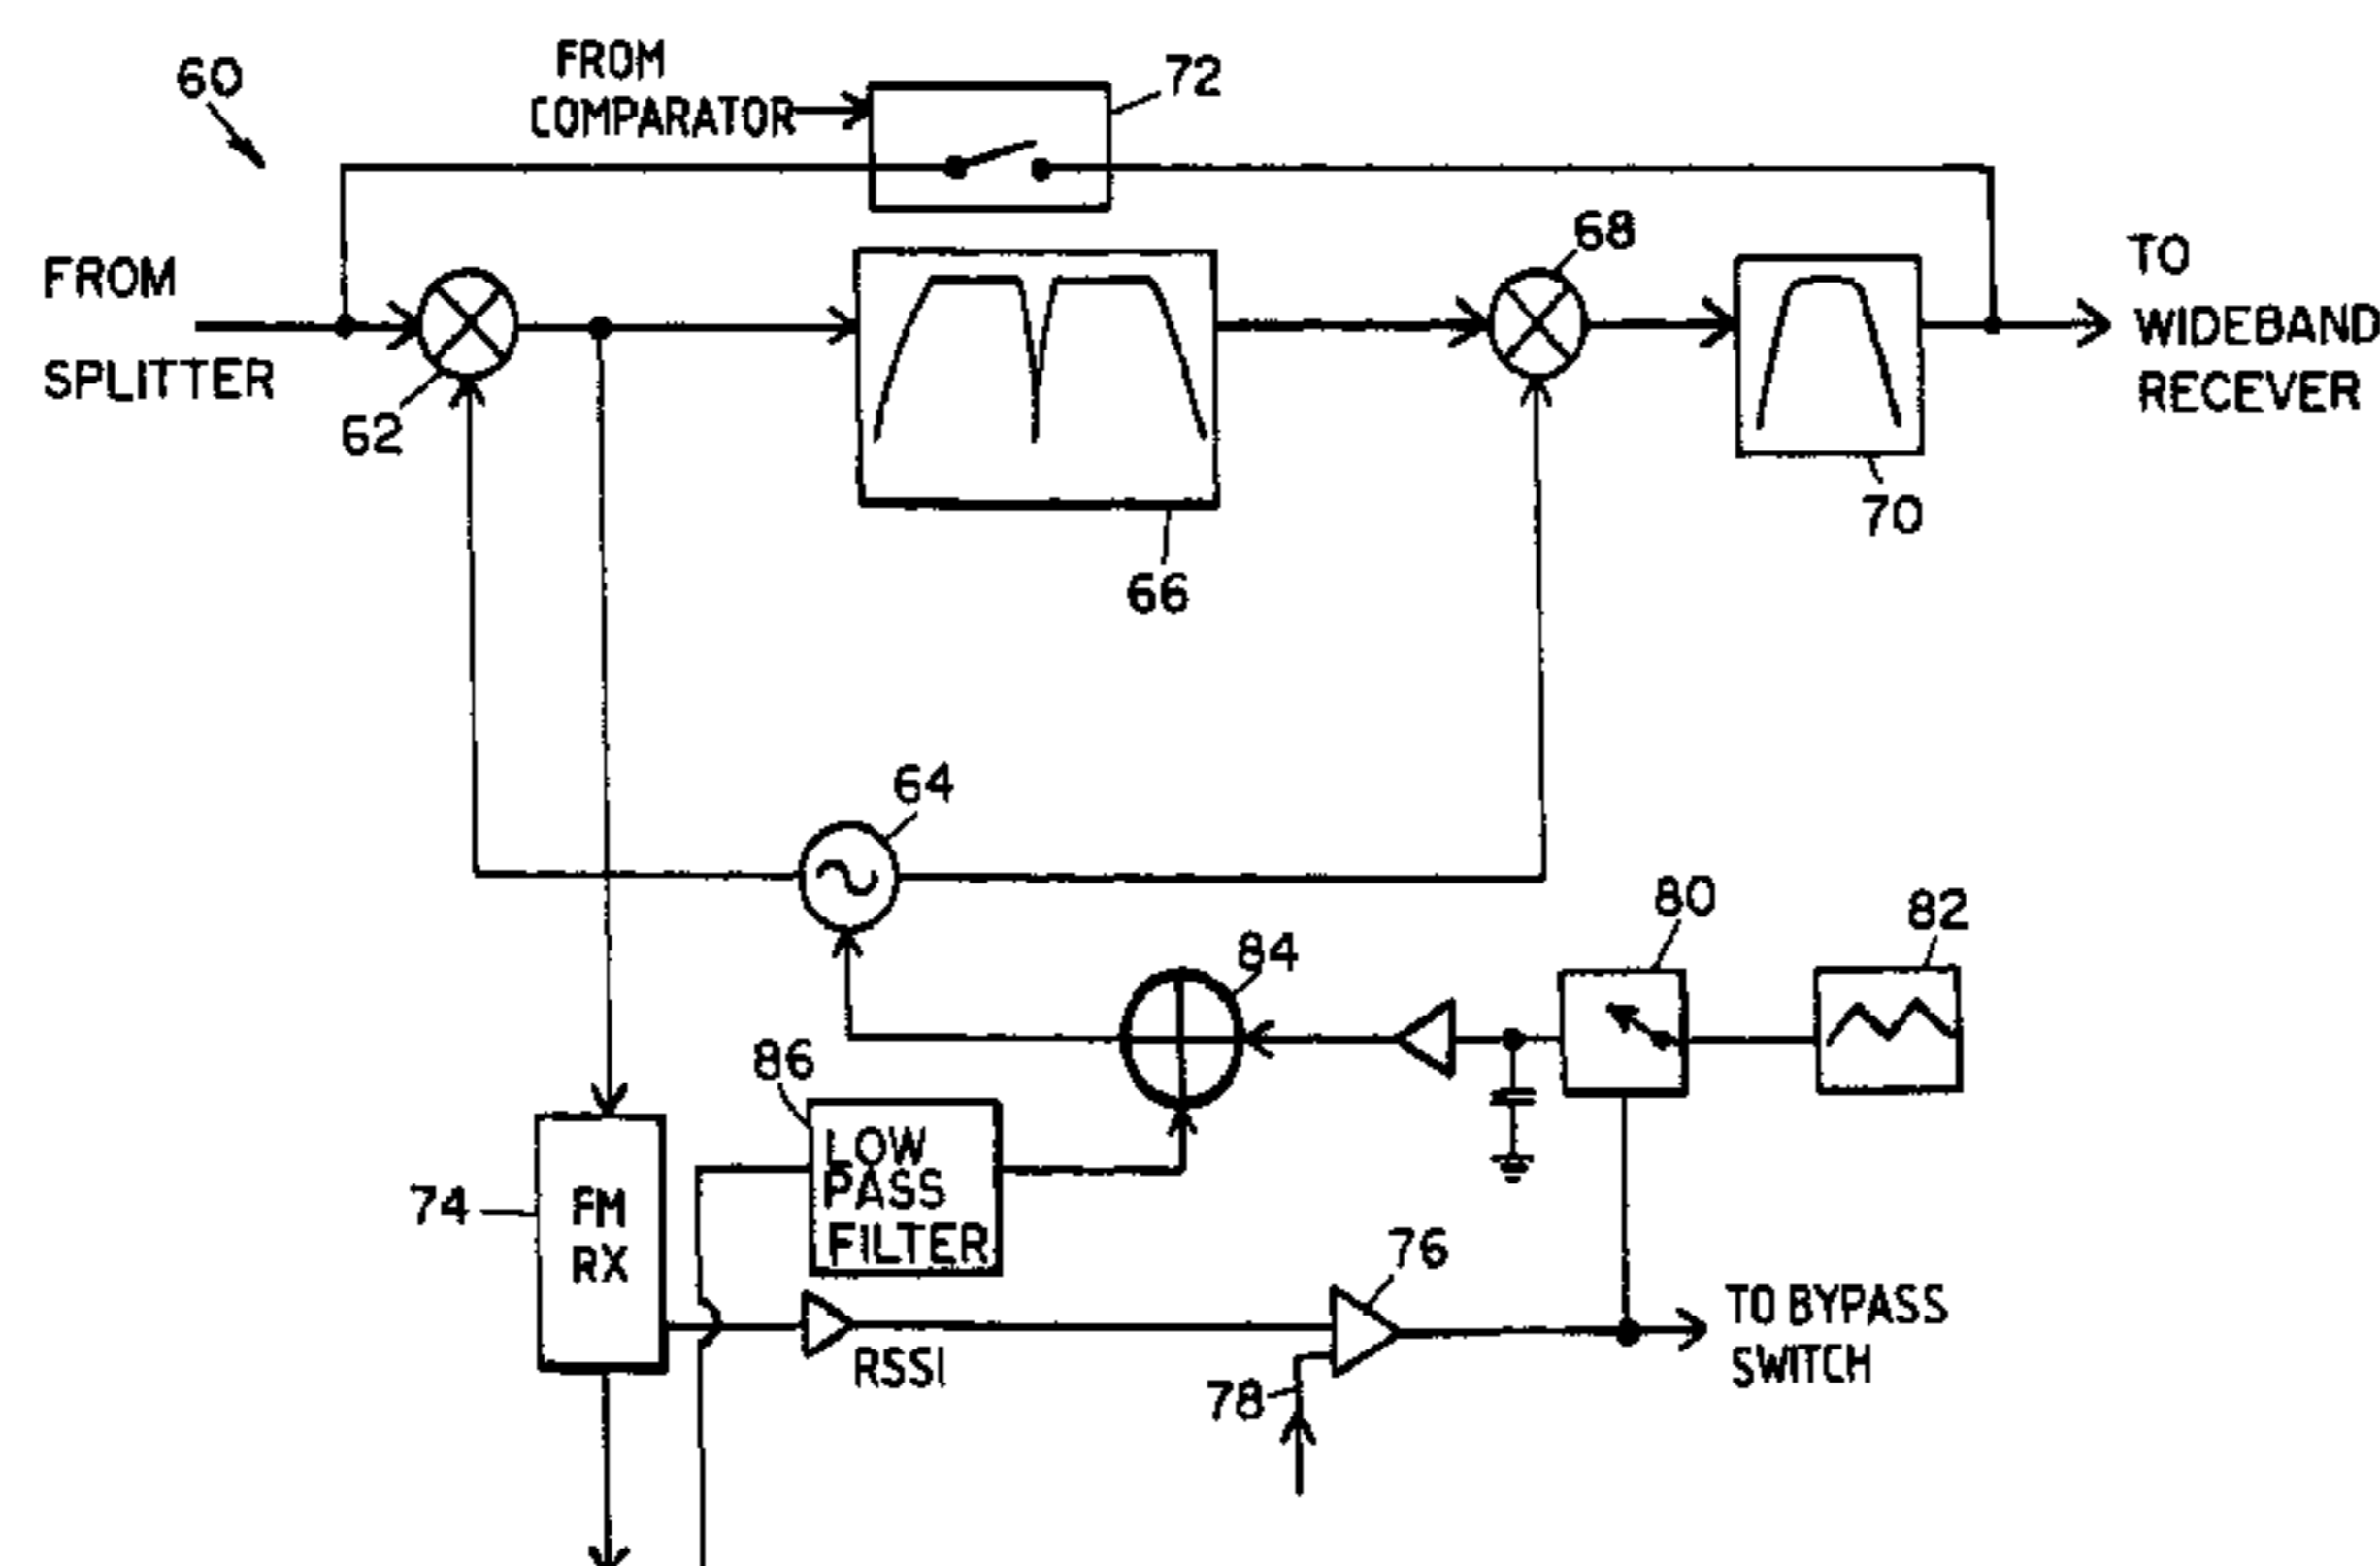 60
FROM
COMPARATOR
72
FROM
SPLITTER
62
66
68
70
TO
WIDEBAND
RECEVER
64
84
80
82
86
LOW
PASS
FILTER
74
FM
RX
RSSI
76
78
TO BYPASS
SWITCH